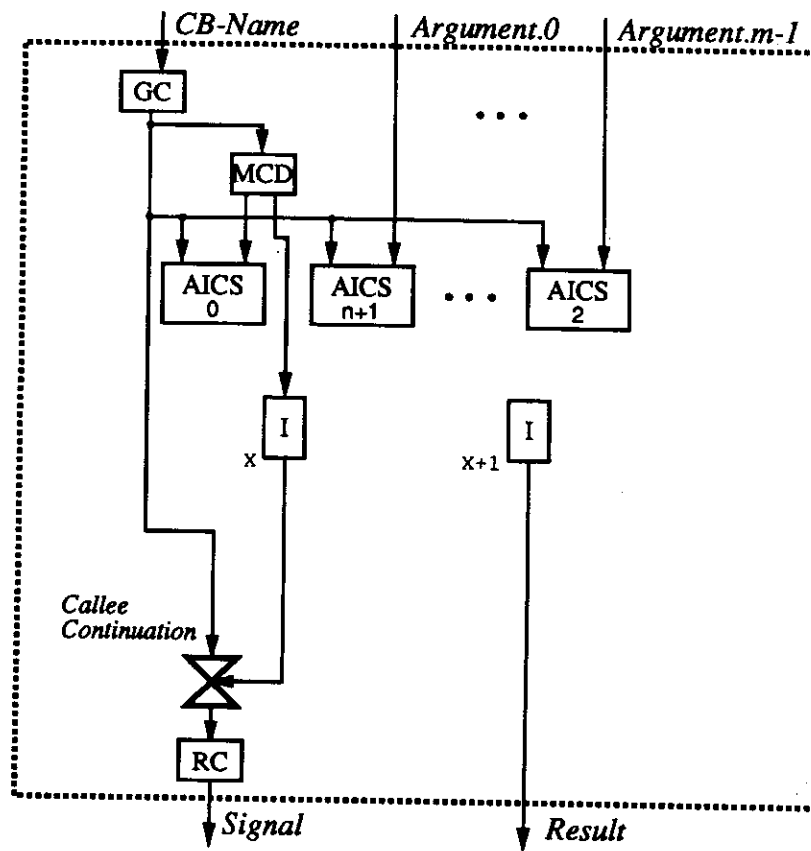 CB-Name
Argument.0
Argument.m-1
GC
• • •
MCD
AICS
0
AICS
n+1
• • •
AICS
2
I
x
I
x+1
Callee
Continuation
RC
Signal
Result